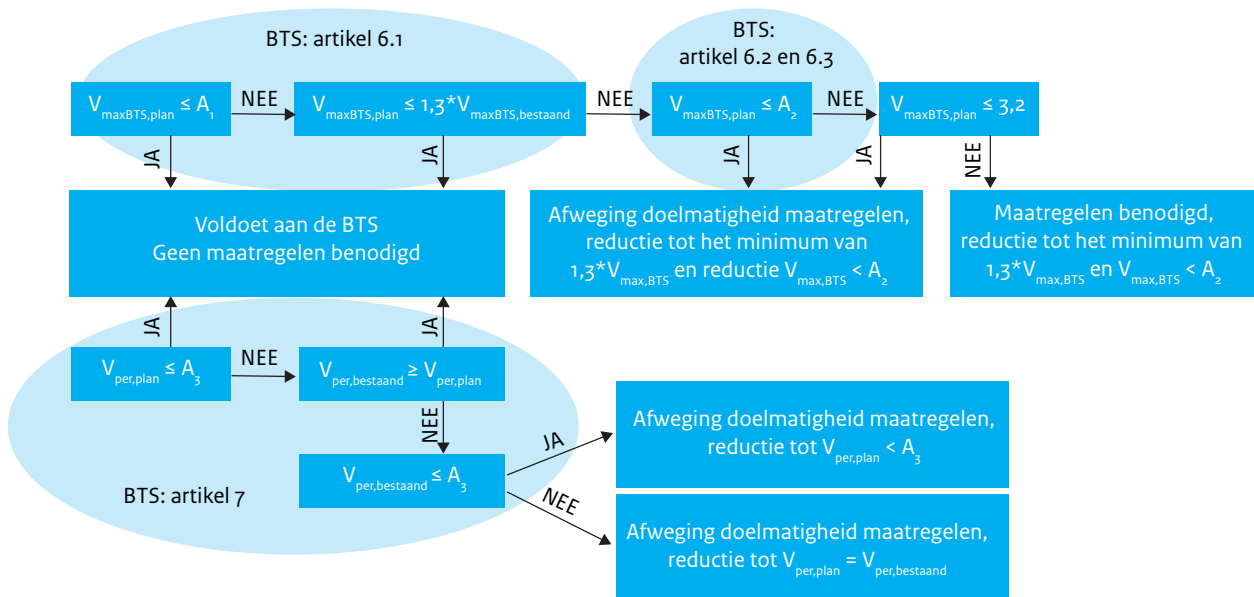 BTS: artikel 6.1
BTS:
artikel 6.2 en 6.3
VmaxBTS,plan ≤ A1
NEE
VmaxBTS,plan ≤ 1,3*VmaxBTS,bestaand
NEE
VmaxBTS,plan ≤ A2
NEE
VmaxBTS,plan ≤ 3,2
JA
JA
JA
JA
NEE
Voldoet aan de BTS
Geen maatregelen benodigd
Afweging doelmatigheid maatregelen,
reductie tot het minimum van
1,3*Vmax,BTS en reductie Vmax,BTS < A2
Maatregelen benodigd,
reductie tot het minimum van
1,3*Vmax,BTS en Vmax,BTS < A2
JA
JA
Vper,plan ≤ A3
NEE
Vper,bestaand ≥ Vper,plan
NEE
Vper,bestaand ≤ A3
BTS: artikel 7
JA
NEE
Afweging doelmatigheid maatregelen,
reductie tot Vper,plan < A3
Afweging doelmatigheid maatregelen,
reductie tot Vper,plan = Vper,bestaand